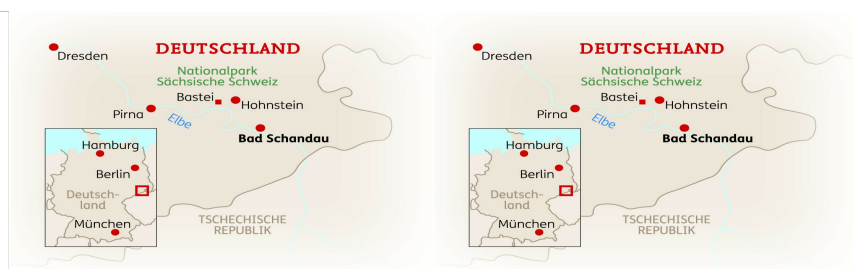 DEUTSCHLAND
Dresden
Nationalpark
Sächsische Schweiz
Bastei
Hohnstein
Pirna
Elbe
Bad Schandau
Hamburg
Berlin
Deutsch-
land
München
TSCHECHISCHE
REPUBLIK
DEUTSCHLAND
Dresden
Nationalpark
Sächsische Schweiz
Bastei
Hohnstein
Pirna
Elbe
Bad Schandau
Hamburg
Berlin
Deutsch-
land
München
TSCHECHISCHE
REPUBLIK